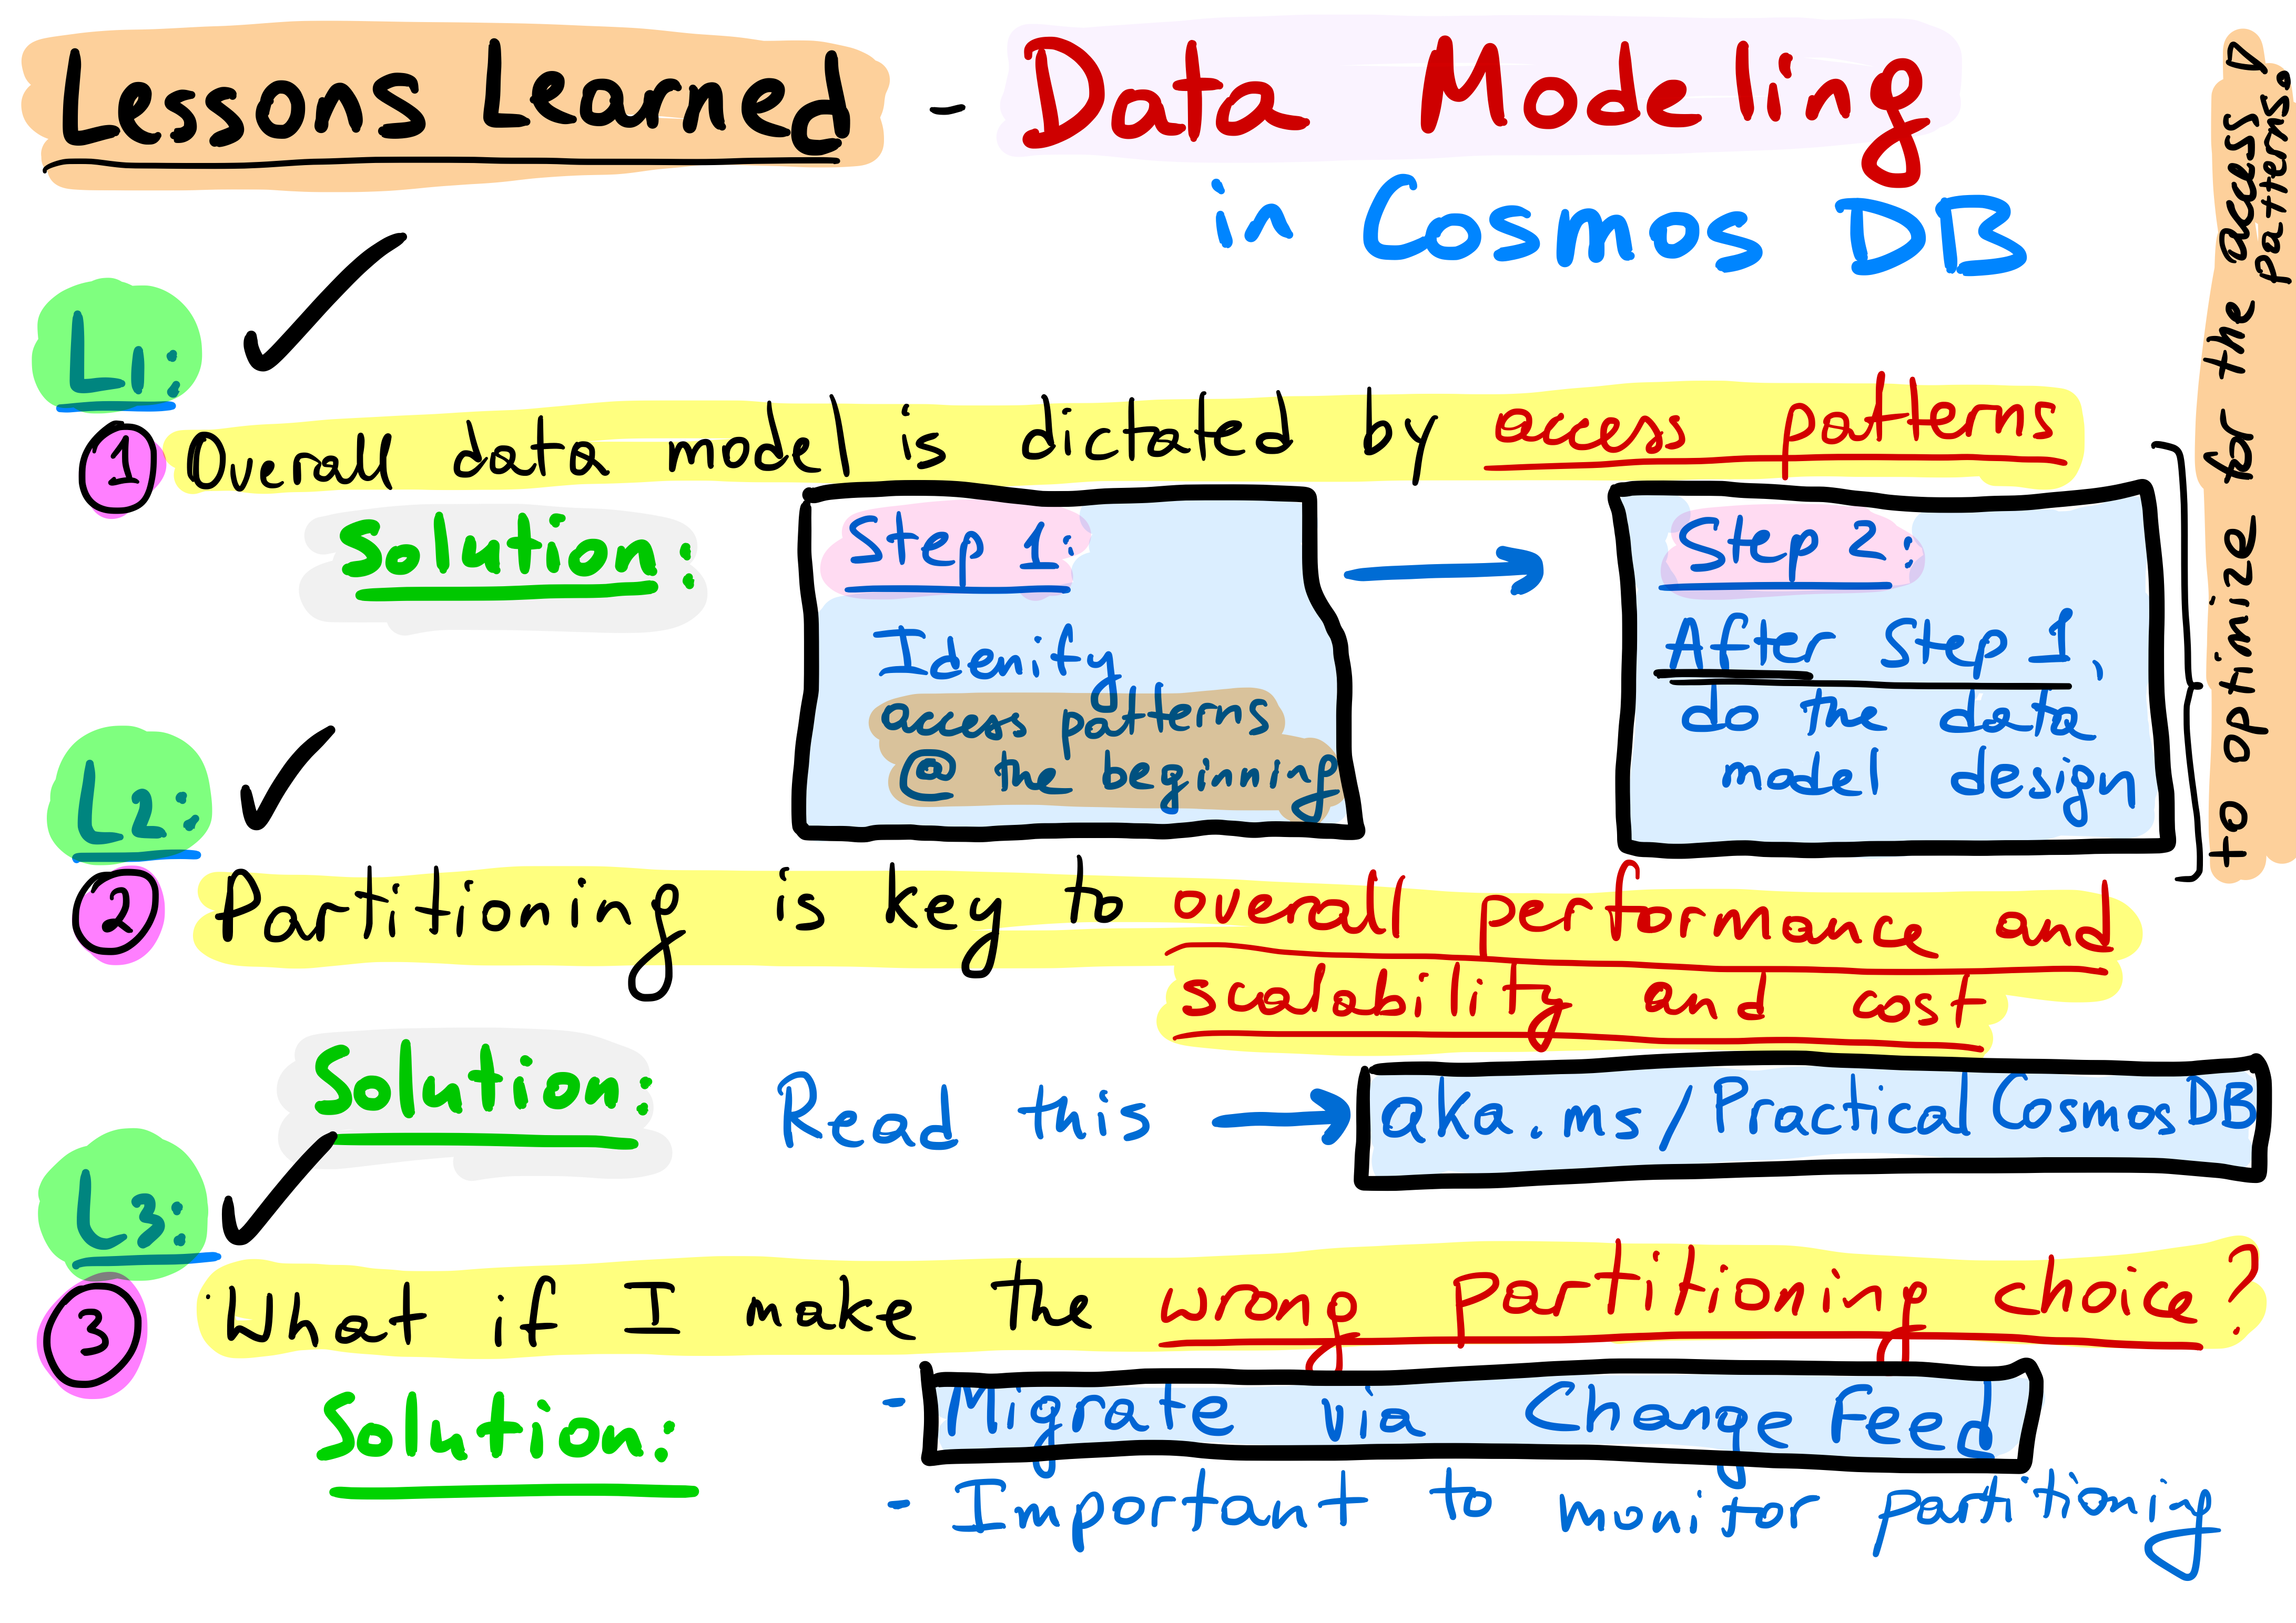 Lessons Learned - Data Modeling
in Cosmos DB
L1:
1 Overall data model is dictated by access patterns
Solution:
Step 1:
Idenify
access patterns
@ the beginning
Step 2:
After Step 1,
do the data
model design
to optimize for the access
patterns.
L2:
2 Partitioning is key to overall performance and
scalability and cost
Solution: Read this → aka.ms/PracticalCosmosDB
L3:
3 What if I make the wrong partitioning choice?
Solution: - Migrate via Change Feed
- Important to monitor partitioning